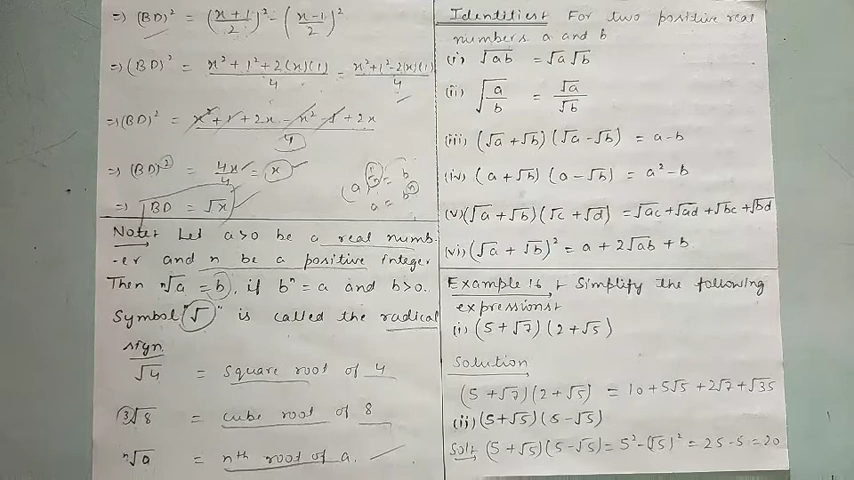 => (BD)² = (x+1/2)² - (x-1/2)²
=> (BD)² = x²+1²+2(x)(1)/4 - x²+1²-2(x)(1)/4
=> (BD)² = x²+1+2x-x²-1+2x/4
=> (BD)² = 4x/4 = x
=> BD = √x
(a)^(1/n) = b
a = b^n
Note:- Let a>0 be a real numb-
-er and n be a positive integer
Then ⁿ√a = b, if bⁿ = a and b>0.
Symbol "√" is called the radical
sign.
√4 = square root of 4
³√8 = cube root of 8
ⁿ√a = nth root of a.
Identities:- For two positive real
numbers a and b
(i) √ab = √a√b
(ii) √(a/b) = √a/√b
(iii) (√a+√b)(√a-√b) = a-b
(iv) (a+√b)(a-√b) = a²-b
(v) (√a+√b)(√c+√d) = √ac+√ad+√bc+√bd
(vi) (√a+√b)² = a+2√ab+b
Example 16:- Simplify the following
expressions:-
(i) (5+√7)(2+√5)
Solution
(5+√7)(2+√5) = 10+5√5+2√7+√35
(ii) (5+√5)(5-√5)
Sol:- (5+√5)(5-√5) = 5²-(√5)² = 25-5 = 20